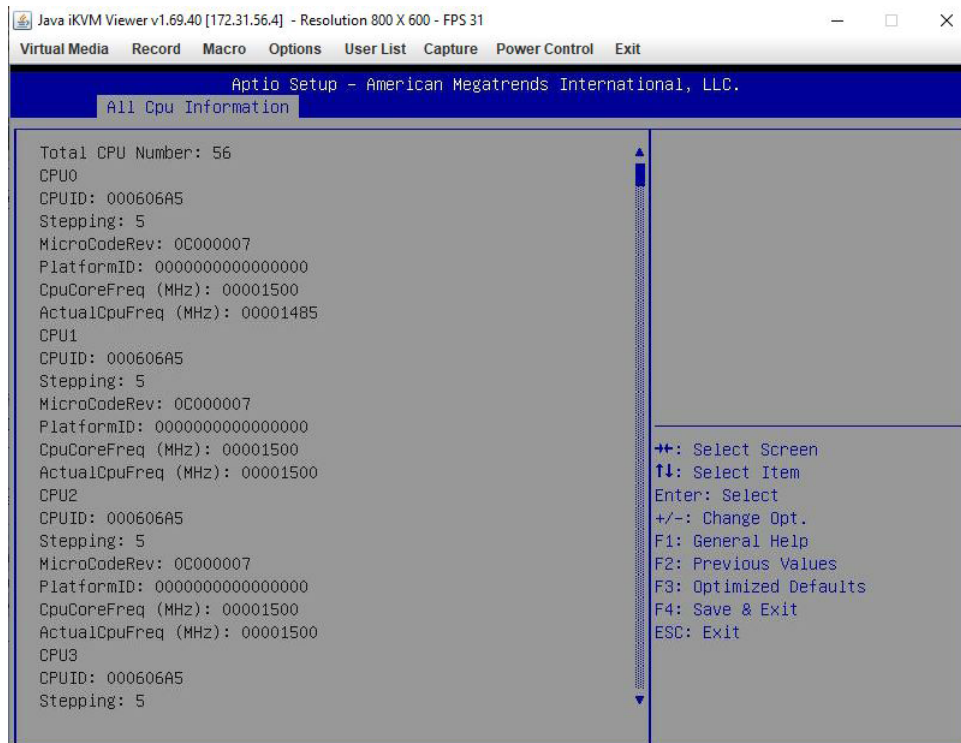 Java iKVM Viewer v1.69.40 [172.31.56.4] - Resolution 800 X 600 - FPS 31
Virtual Media Record Macro Options User List Capture Power Control Exit
Aptio Setup – American Megatrends International, LLC.
All Cpu Information
Total CPU Number: 56
CPU0
CPUID: 000606A5
Stepping: 5
MicroCodeRev: 0C000007
PlatformID: 0000000000000000
CpuCoreFreq (MHz): 00001500
ActualCpuFreq (MHz): 00001485
CPU1
CPUID: 000606A5
Stepping: 5
MicroCodeRev: 0C000007
PlatformID: 0000000000000000
CpuCoreFreq (MHz): 00001500
ActualCpuFreq (MHz): 00001500
CPU2
CPUID: 000606A5
Stepping: 5
MicroCodeRev: 0C000007
PlatformID: 0000000000000000
CpuCoreFreq (MHz): 00001500
ActualCpuFreq (MHz): 00001500
CPU3
CPUID: 000606A5
Stepping: 5
→←: Select Screen
↑↓: Select Item
Enter: Select
+/-: Change Opt.
F1: General Help
F2: Previous Values
F3: Optimized Defaults
F4: Save & Exit
ESC: Exit